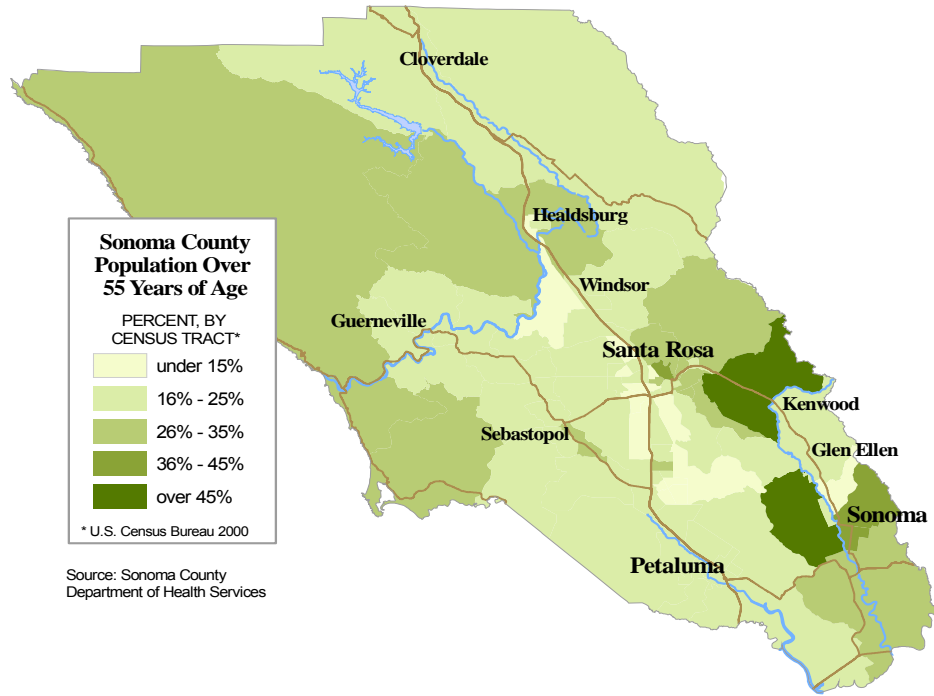 Cloverdale
Healdsburg
Sonoma County
Population Over
55 Years of Age
PERCENT, BY
CENSUS TRACT*
under 15%
16% - 25%
26% - 35%
36% - 45%
over 45%
* U.S. Census Bureau 2000
Windsor
Guerneville
Santa Rosa
Kenwood
Sebastopol
Glen Ellen
Sonoma
Petaluma
Source: Sonoma County
Department of Health Services